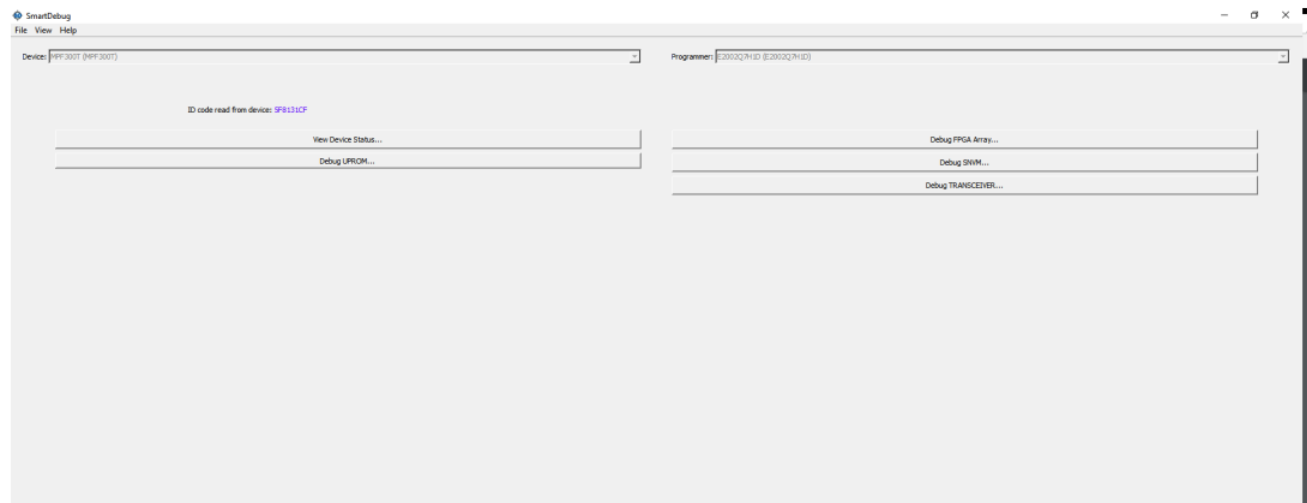 SmartDebug
File View Help
Device: MPF300T (MPF300T)
Programmer: E2002Q7H1D (E2002Q7H1D)
ID code read from device: 5F8131CF
View Device Status...
Debug FPGA Array...
Debug UPROM...
Debug SNVM...
Debug TRANSCEIVER...